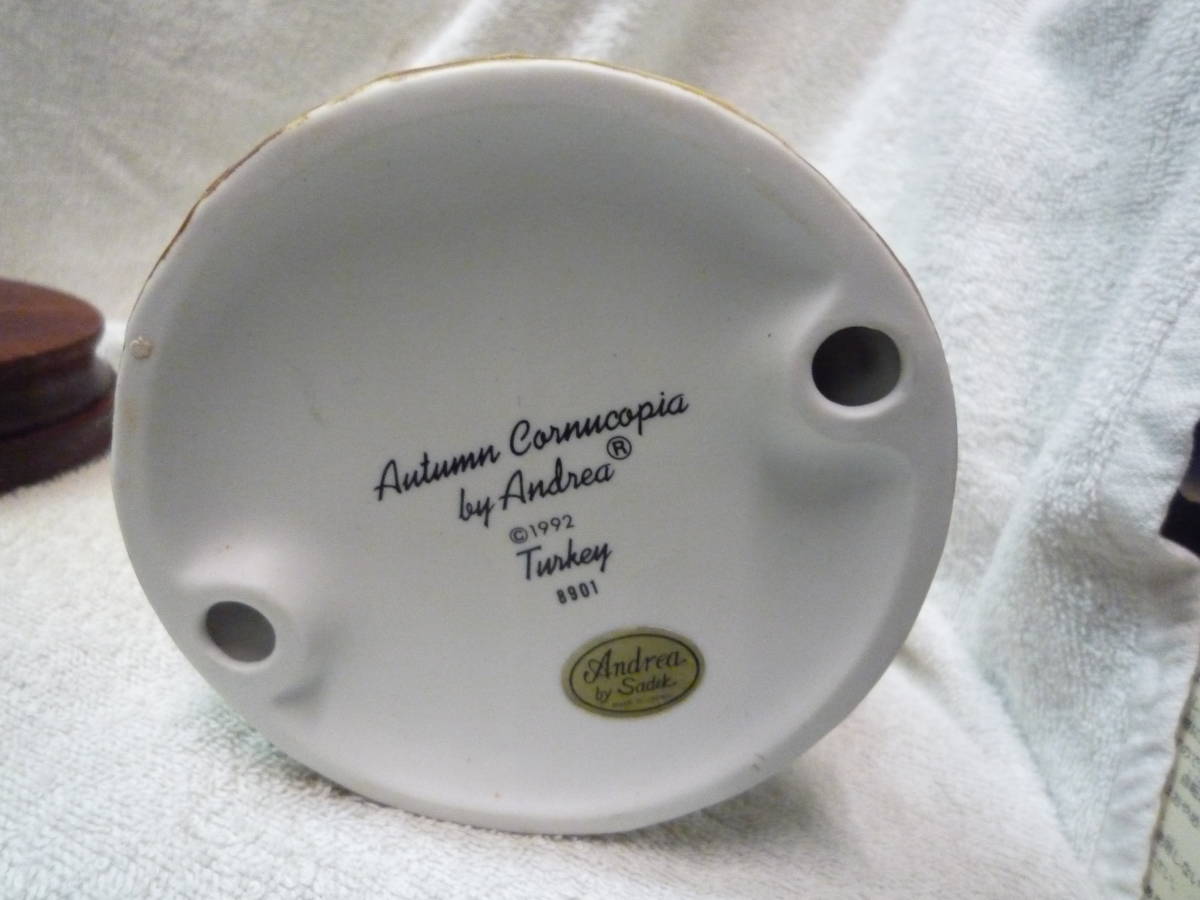 Autumn Cornucopia
by Andrea®
©1992
Turkey
8901
Andrea
by Sadek